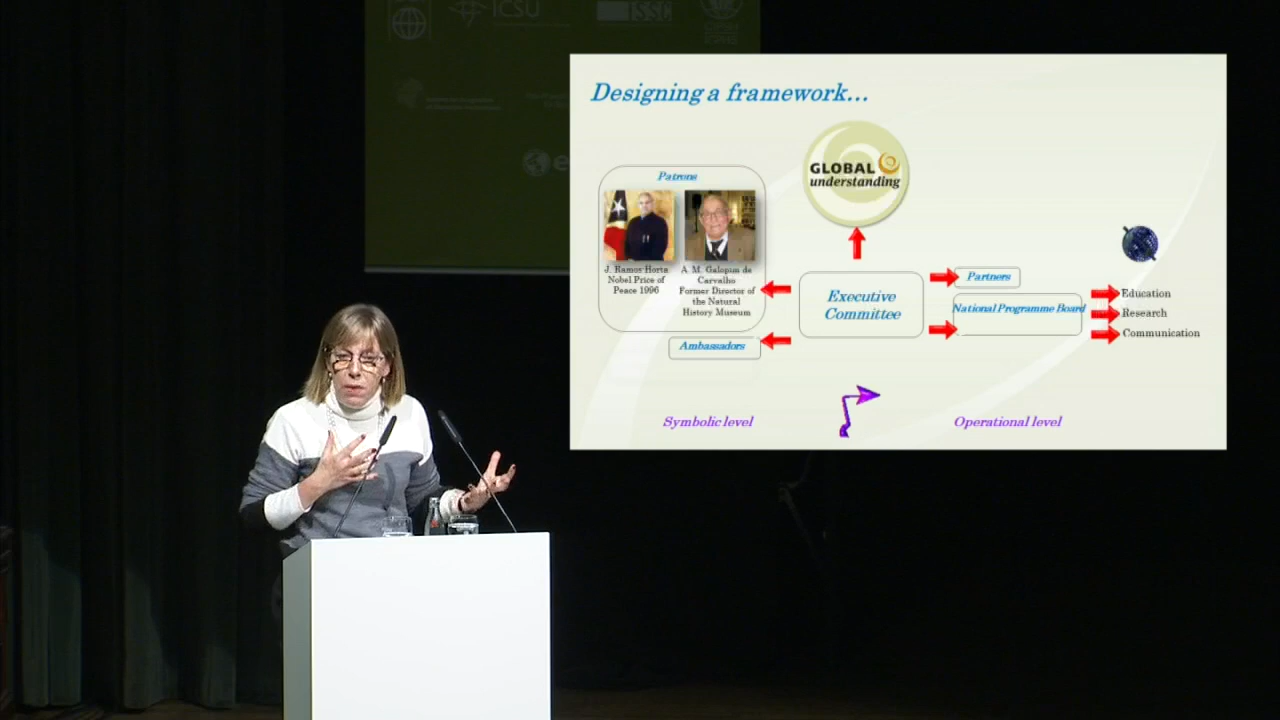 ICSU
ISSC
Designing a framework...
GLOBAL
understanding
Patrons
J. Ramos-Horta
Nobel Price of
Peace 1996
A. M. Galopim de
Carvalho
Former Director of
the Natural
History Museum
Ambassadors
Executive
Committee
Partners
National Programme Board
Education
Research
Communication
Symbolic level
Operational level